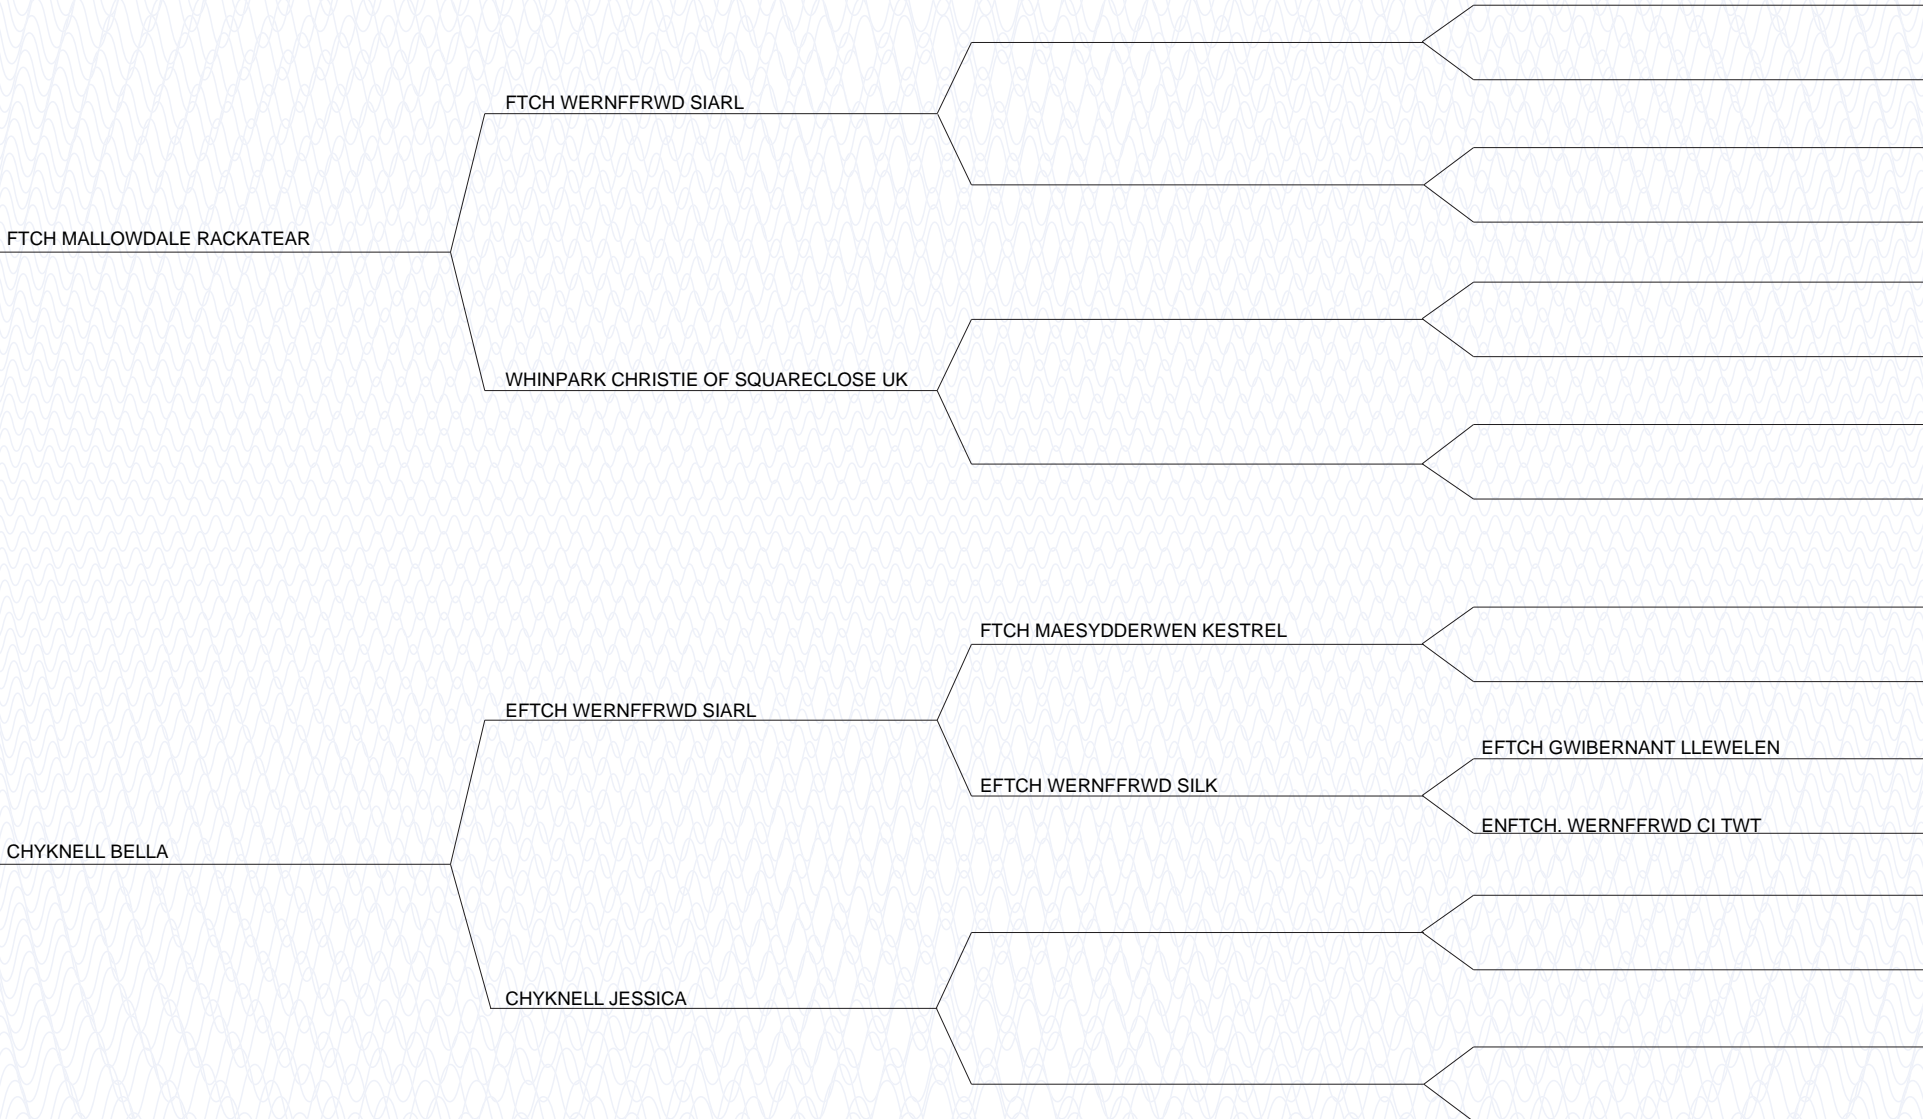 FTCH WERNFFRWD SIARL
FTCH MALLOWDALE RACKATEAR
WHINPARK CHRISTIE OF SQUARECLOSE UK
FTCH MAESYDDERWEN KESTREL
EFTCH WERNFFRWD SIARL
EFTCH GWIBERNANT LLEWELEN
EFTCH WERNFFRWD SILK
ENFTCH. WERNFFRWD CI TWT
CHYKNELL BELLA
CHYKNELL JESSICA